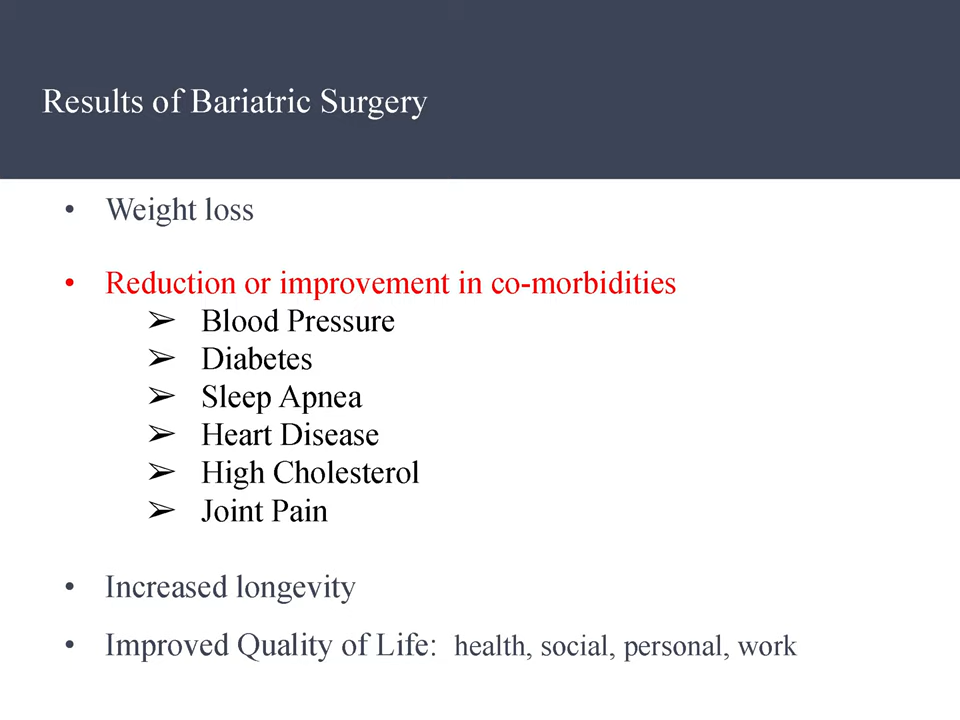 Results of Bariatric Surgery
• Weight loss
• Reduction or improvement in co-morbidities
➢ Blood Pressure
➢ Diabetes
➢ Sleep Apnea
➢ Heart Disease
➢ High Cholesterol
➢ Joint Pain
• Increased longevity
• Improved Quality of Life: health, social, personal, work